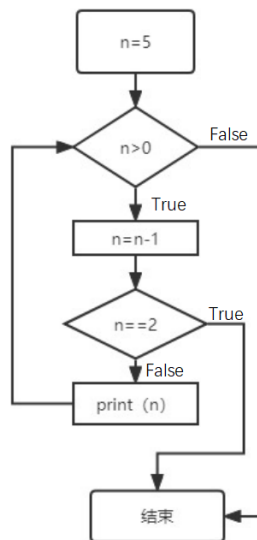 n=5
n>0
False
True
n=n-1
n==2
True
False
print（n）
结束